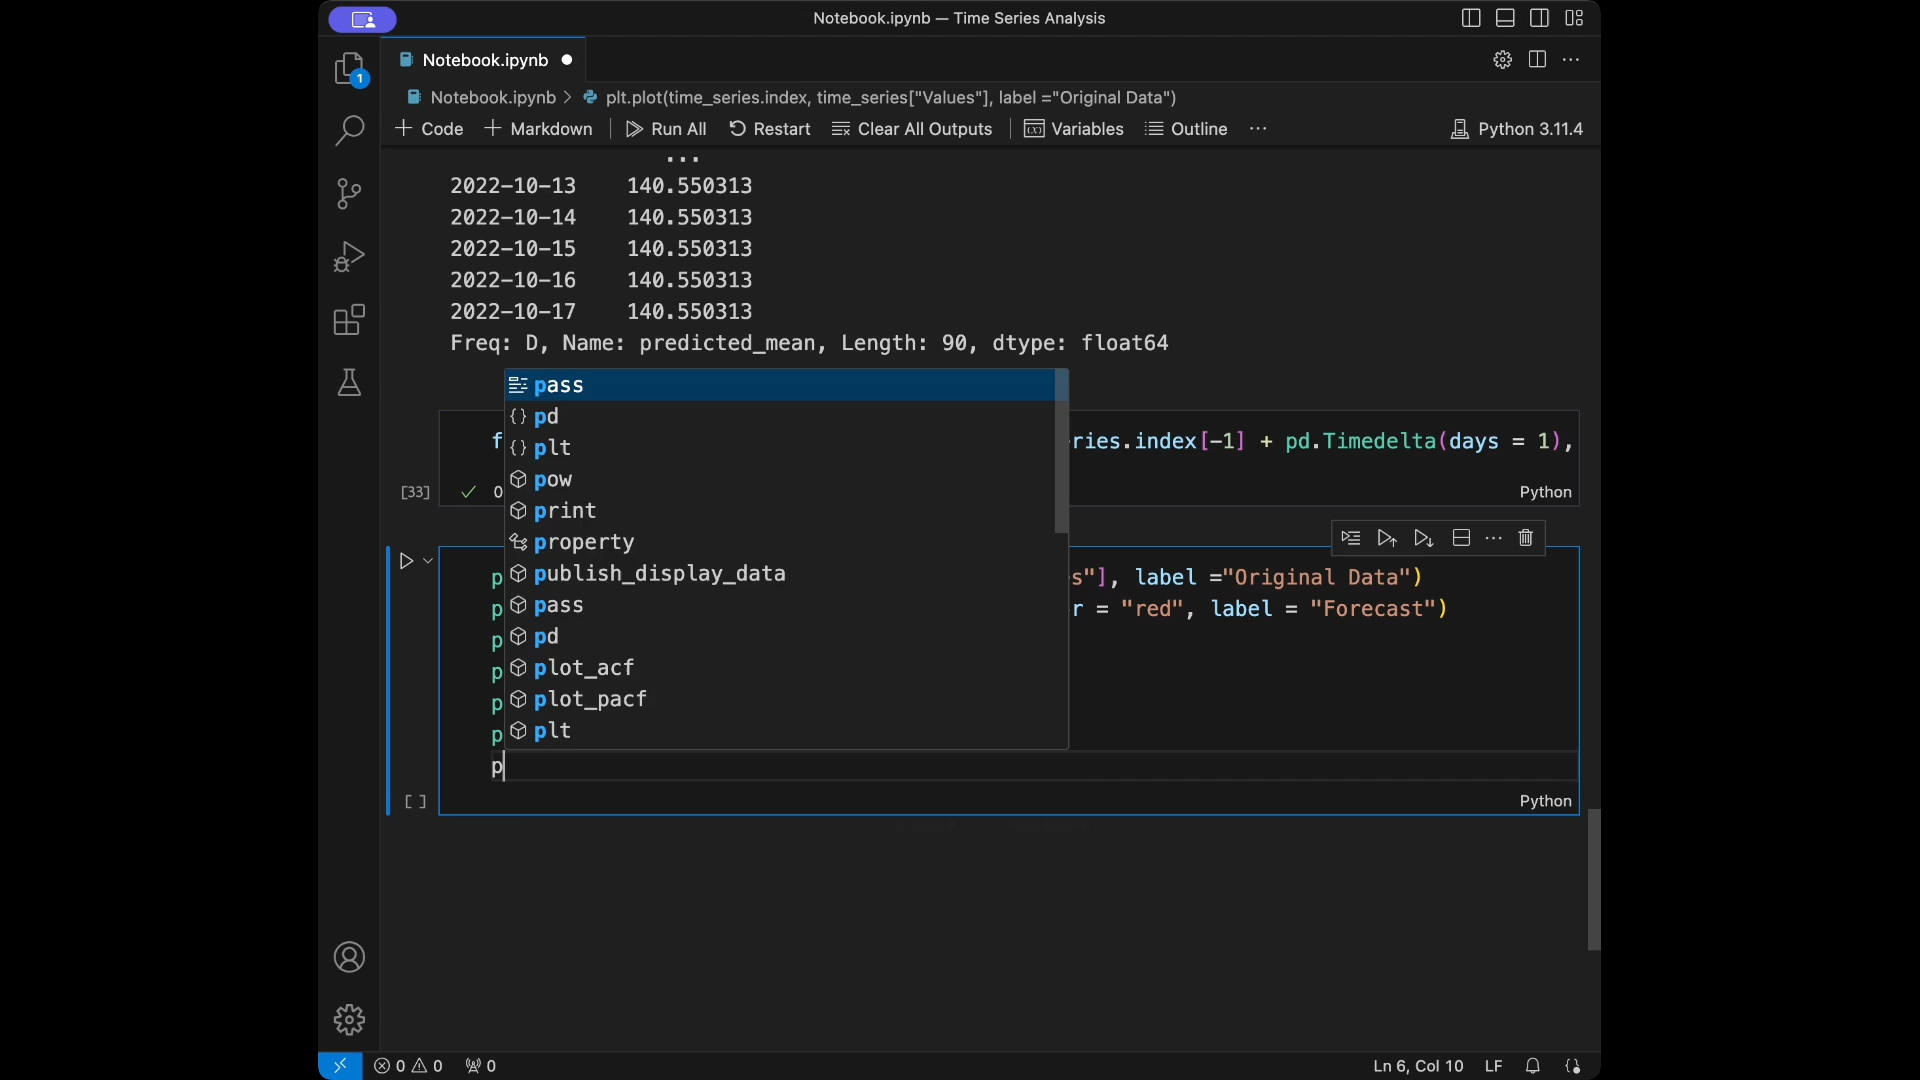 Notebook.ipynb — Time Series Analysis
Notebook.ipynb
1
Notebook.ipynb > plt.plot(time_series.index, time_series["Values"], label ="Original Data")
+ Code + Markdown Run All Restart Clear All Outputs Variables Outline ... Python 3.11.4
...
2022-10-13 140.550313
2022-10-14 140.550313
2022-10-15 140.550313
2022-10-16 140.550313
2022-10-17 140.550313
Freq: D, Name: predicted_mean, Length: 90, dtype: float64
pass
pd
f ries.index[-1] + pd.Timedelta(days = 1),
plt
pow
[33] 0 Python
print
property
publish_display_data
p s"], label ="Original Data")
pass
p r = "red", label = "Forecast")
pd
p
plot_acf
p
plot_pacf
p
plt
p
p
[ ] Python
0 0 0 Ln 6, Col 10 LF